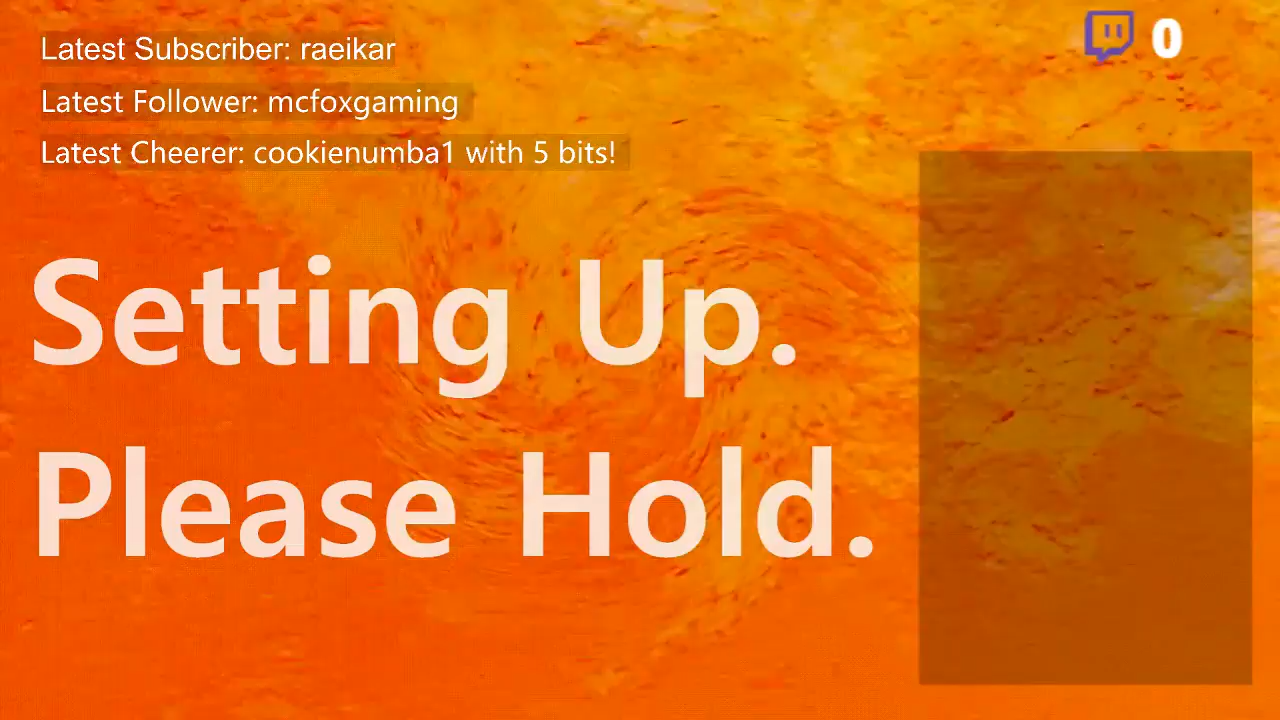 Latest Subscriber: raeikar
0
Latest Follower: mcfoxgaming
Latest Cheerer: cookienumba1 with 5 bits!
Setting Up.
Please Hold.